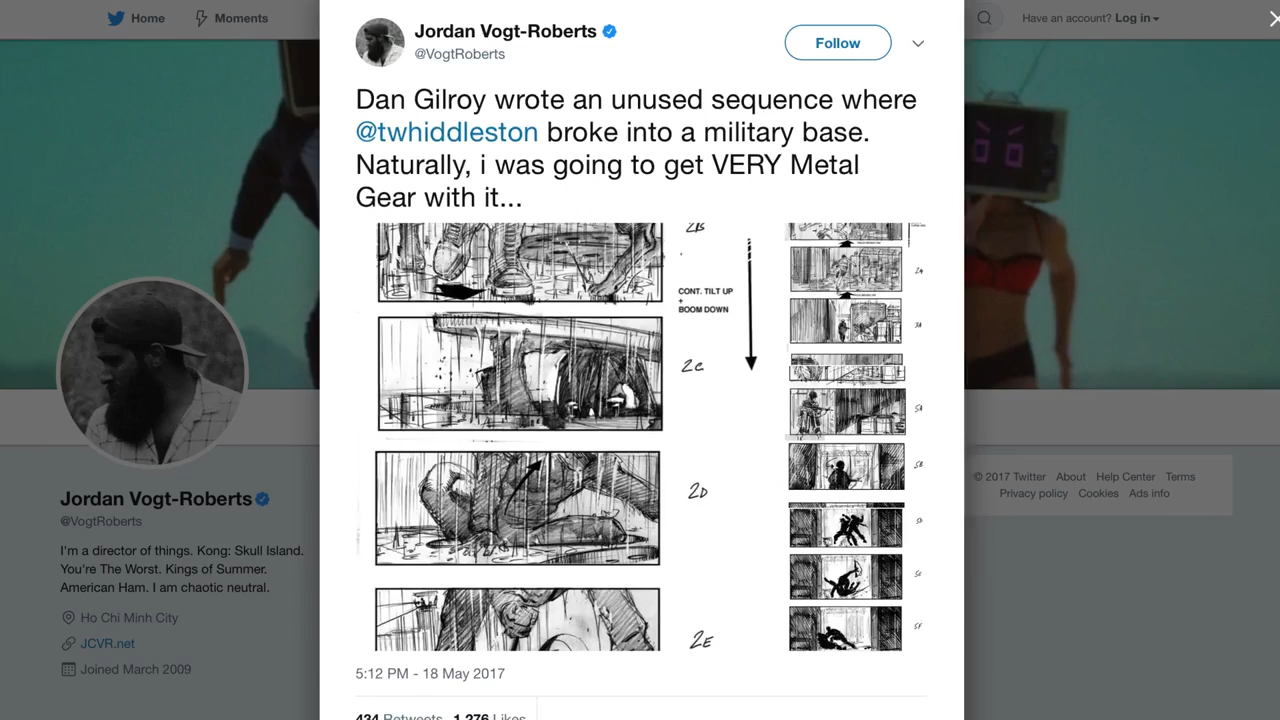 Home
Moments
Have an account? Log in
Jordan Vogt-Roberts
@VogtRoberts
Follow
Dan Gilroy wrote an unused sequence where
@twhiddleston broke into a military base.
Naturally, i was going to get VERY Metal
Gear with it...
2B
CONT. TILT UP
+
BOOM DOWN
2C
2D
2E
3A
5A
5B
5:12 PM - 18 May 2017
434 Retweets 1,276 Likes
Jordan Vogt-Roberts
@VogtRoberts
I'm a director of things. Kong: Skull Island.
You're The Worst. Kings of Summer.
American Ham. I am chaotic neutral.
Ho Chi Minh City
JCVR.net
Joined March 2009
© 2017 Twitter About Help Center Terms
Privacy policy Cookies Ads info